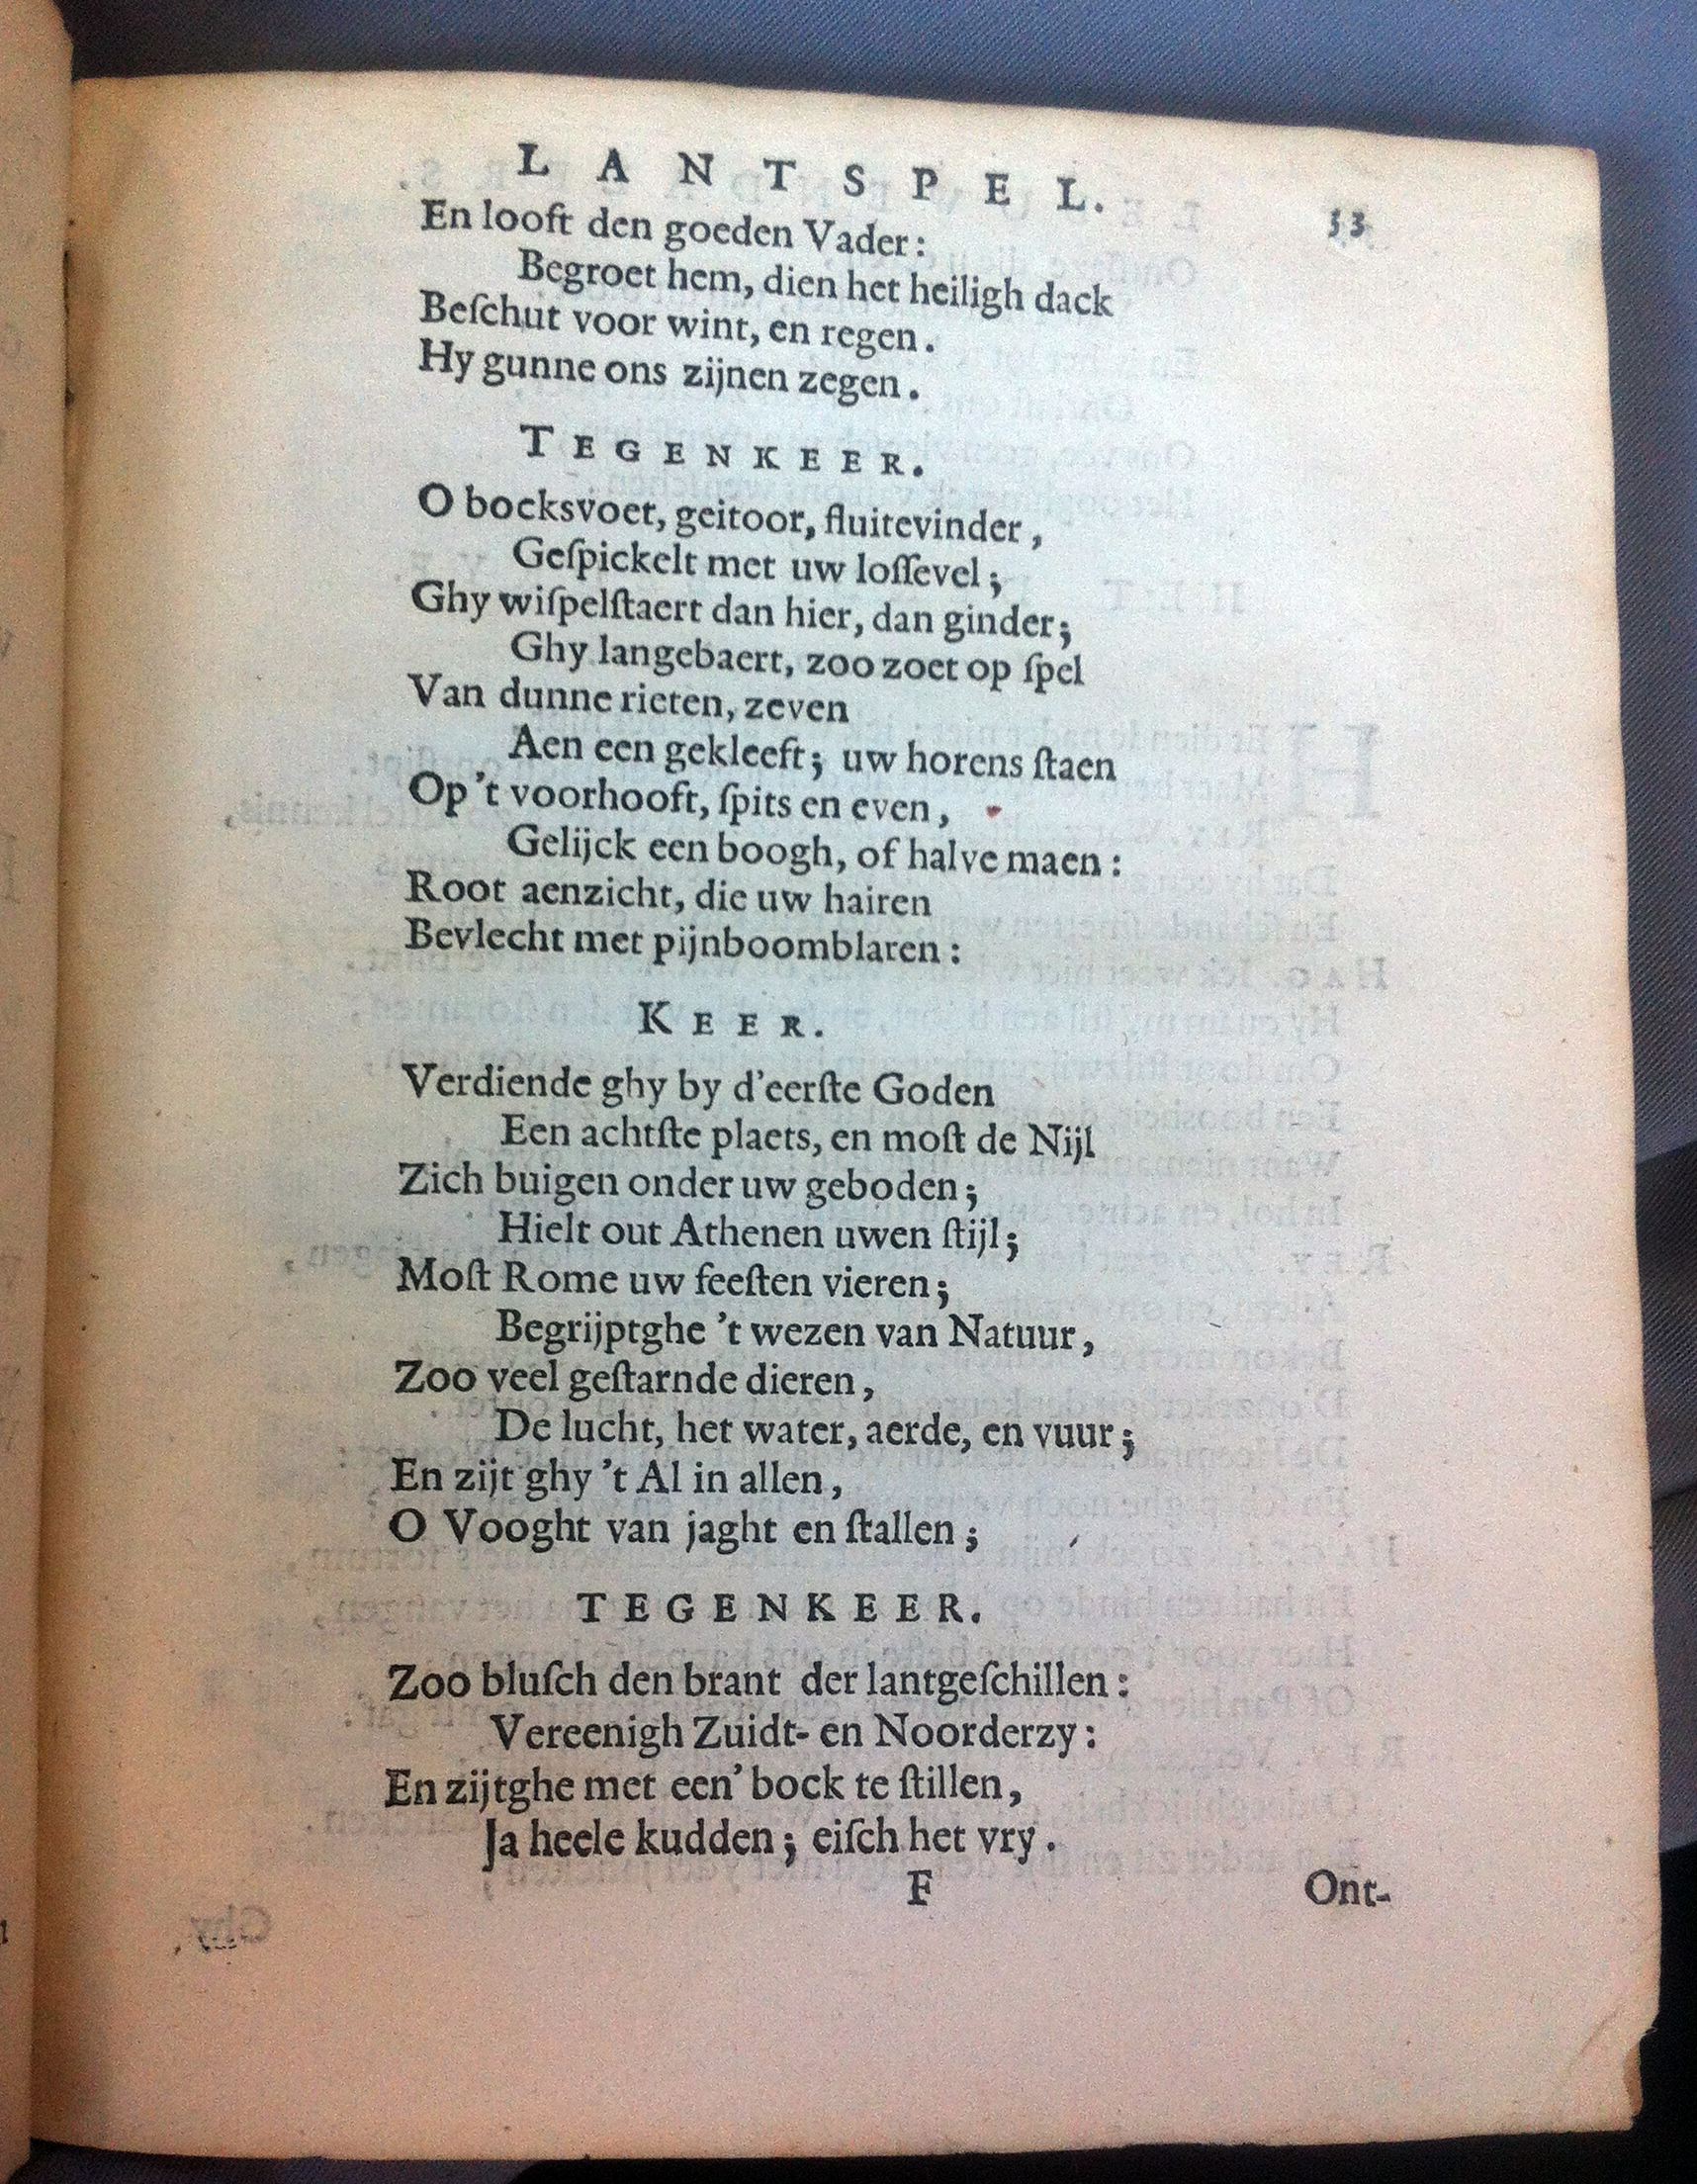 LANTSPEL.
33
En looft den goeden Vader:
Begroet hem, dien het heiligh dack
Beſchut voor wint, en regen.
Hy gunne ons zijnen zegen.
TEGENKEER.
O bocksvoet, geitoor, fluitevinder,
Geſpickelt met uw loſſevel;
Ghy wiſpelſtaert dan hier, dan ginder;
Ghy langebaert, zoo zoet op ſpel
Van dunne rieten, zeven
Aen een gekleeft; uw horens ſtaen
Op 't voorhooft, ſpits en even,
Gelijck een boogh, of halve maen:
Root aenzicht, die uw hairen
Bevlecht met pijnboomblaren:
KEER.
Verdiende ghy by d'eerſte Goden
Een achtſte plaets, en moſt de Nijl
Zich buigen onder uw geboden;
Hielt out Athenen uwen ſtijl;
Moſt Rome uw feeſten vieren;
Begrijptghe 't wezen van Natuur,
Zoo veel geſtarnde dieren,
De lucht, het water, aerde, en vuur;
En zijt ghy 't Al in allen,
O Vooght van jaght en ſtallen;
TEGENKEER.
Zoo bluſch den brant der lantgeſchillen:
Vereenigh Zuidt- en Noorderzy:
En zijtghe met een' bock te ſtillen,
Ja heele kudden; eiſch het vry.
F
Ont-